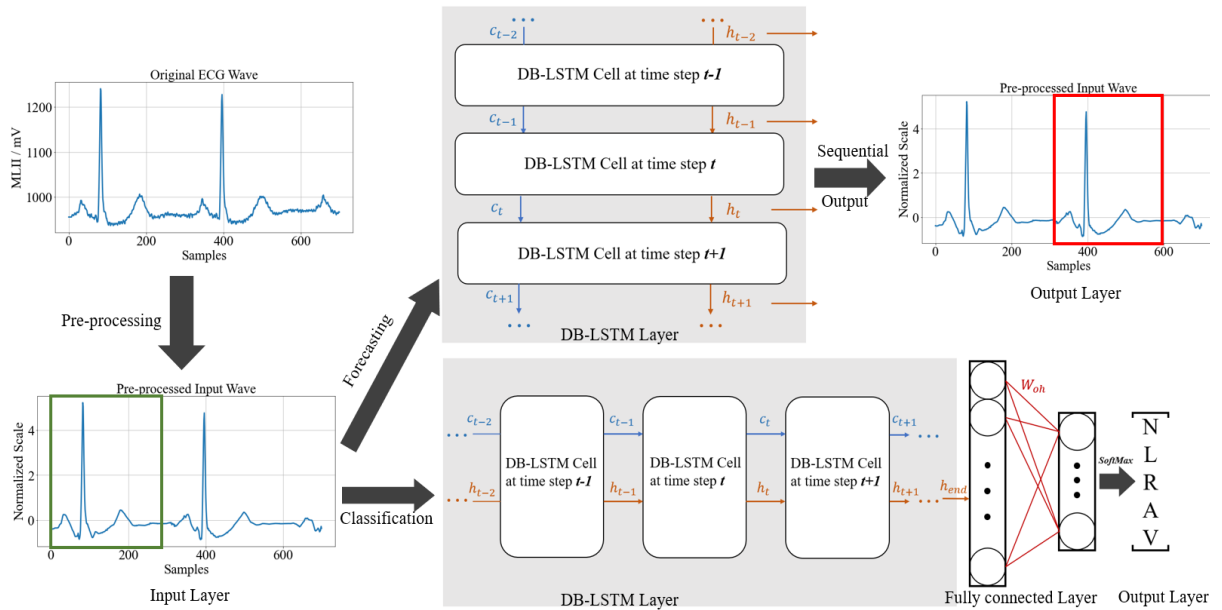 Original ECG Wave
MLII / mV
1200
1100
1000
0 200 400 600
Samples
Pre-processing
Pre-processed Input Wave
Normalized Scale
4
2
0
0 200 400 600
Samples
Input Layer
Forecasting
Classification
c_{t-2} h_{t-2}
DB-LSTM Cell at time step t-1
c_{t-1} h_{t-1}
DB-LSTM Cell at time step t
c_t h_t
DB-LSTM Cell at time step t+1
c_{t+1} h_{t+1}
DB-LSTM Layer
Sequential
Output
Pre-processed Input Wave
Normalized Scale
4
2
0
0 200 400 600
Samples
Output Layer
c_{t-2} c_{t-1} c_t c_{t+1}
DB-LSTM Cell
at time step t-1
DB-LSTM Cell
at time step t
DB-LSTM Cell
at time step t+1
h_{t-2} h_{t-1} h_t h_{t+1} h_{end}
DB-LSTM Layer
W_{oh}
Fully connected Layer
SoftMax
N
L
R
A
V
Output Layer